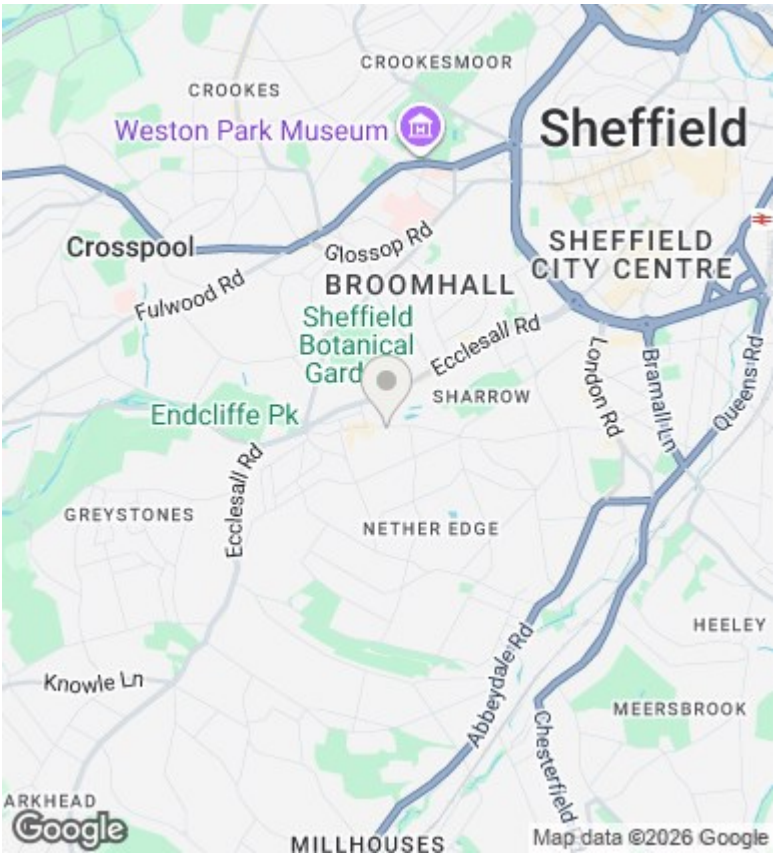 CROOKESMOOR
CROOKES
Weston Park Museum
Sheffield
Crosspool
Glossop Rd
SHEFFIELD
CITY CENTRE
Fulwood Rd
BROOMHALL
Sheffield
Botanical
Gard
Ecclesall Rd
SHARROW
London Rd
Bramall Ln
Queens Rd
Endcliffe Pk
Ecclesall Rd
GREYSTONES
NETHER EDGE
HEELEY
Abbeydale Rd
Knowle Ln
MEERSBROOK
Chesterfield
ARKHEAD
Google
MILLHOUSES
Map data ©2026 Google